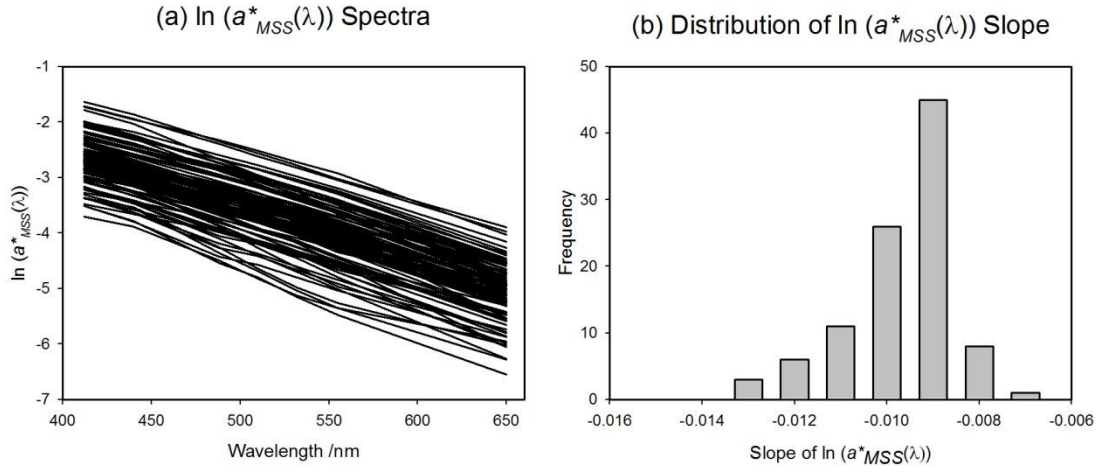 (a) ln (a*MSS(λ)) Spectra
-1
-2
-3
-4
-5
-6
-7
ln (a*MSS(λ))
400 450 500 550 600 650
Wavelength /nm
(b) Distribution of ln (a*MSS(λ)) Slope
50
40
30
20
10
0
Frequency
-0.016 -0.014 -0.012 -0.010 -0.008 -0.006
Slope of ln (a*MSS(λ))